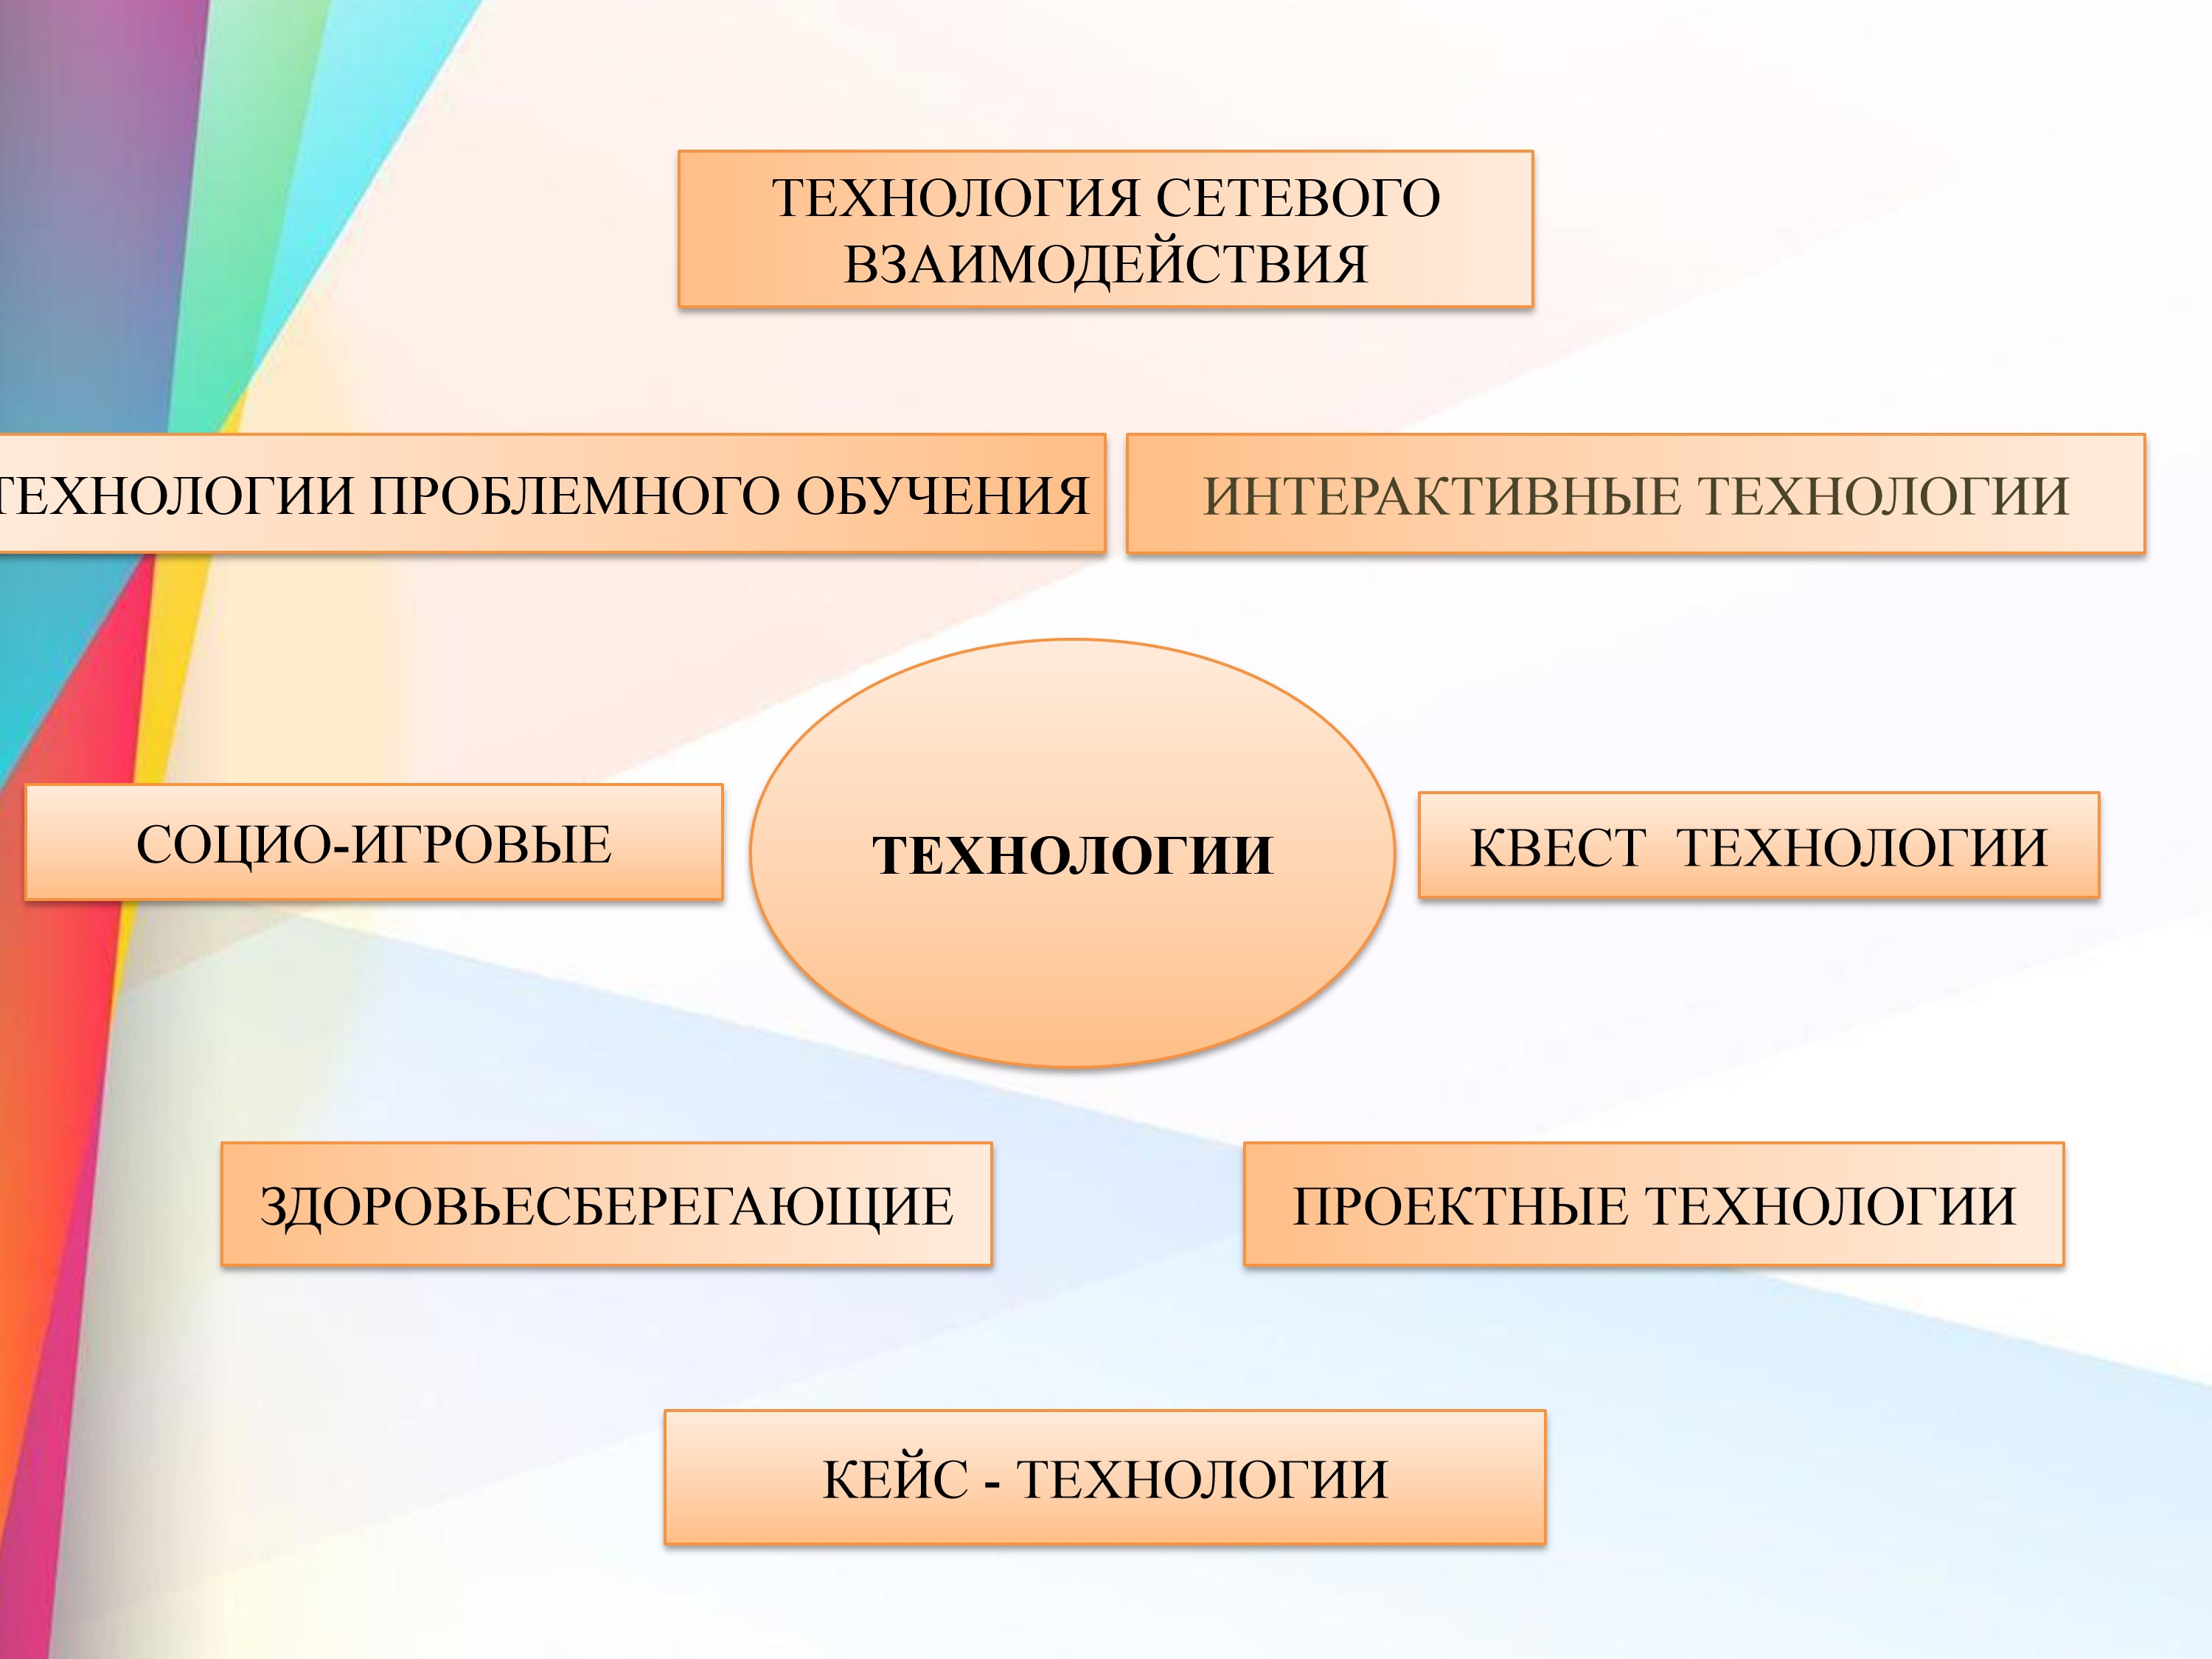 ТЕХНОЛОГИЯ СЕТЕВОГО
ВЗАИМОДЕЙСТВИЯ
ТЕХНОЛОГИИ ПРОБЛЕМНОГО ОБУЧЕНИЯ
ИНТЕРАКТИВНЫЕ ТЕХНОЛОГИИ
СОЦИО-ИГРОВЫЕ
ТЕХНОЛОГИИ
КВЕСТ  ТЕХНОЛОГИИ
ЗДОРОВЬЕСБЕРЕГАЮЩИЕ
ПРОЕКТНЫЕ ТЕХНОЛОГИИ
КЕЙС - ТЕХНОЛОГИИ